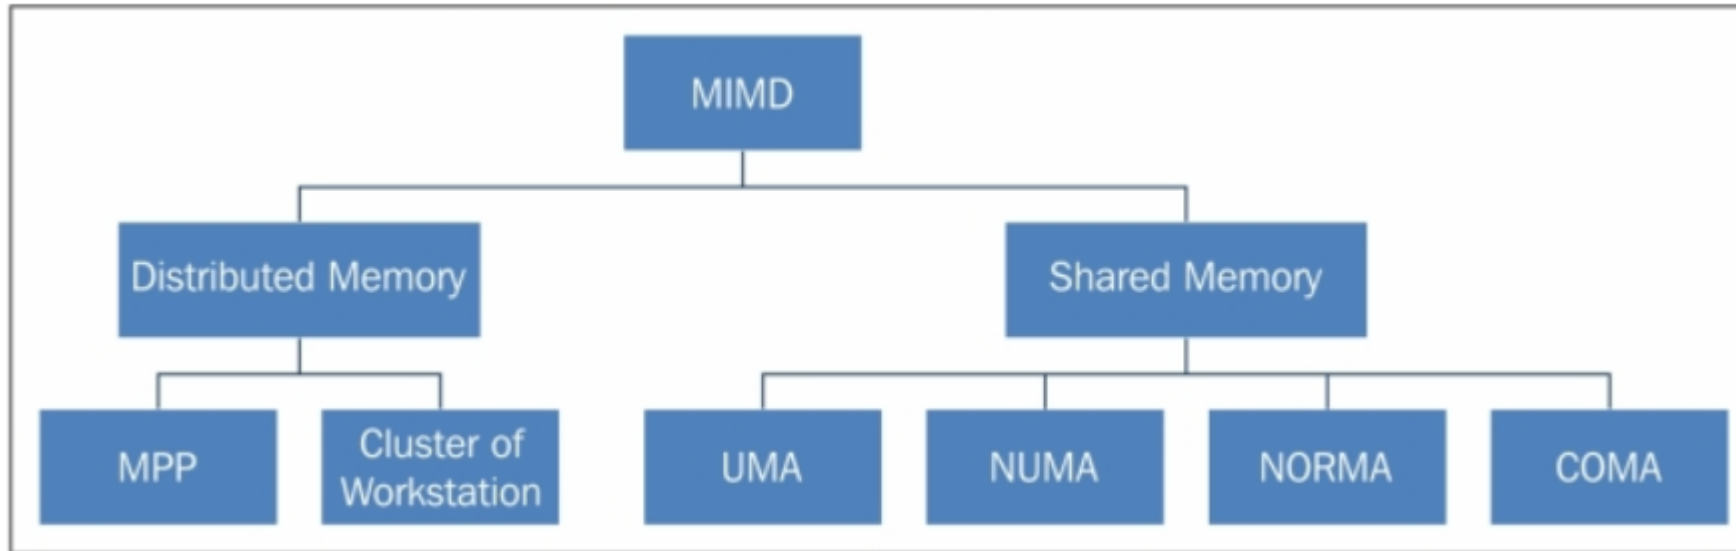 MIMD
Distributed Memory
Shared Memory
MPP
Cluster of
Workstation
UMA
NUMA
NORMA
COMA